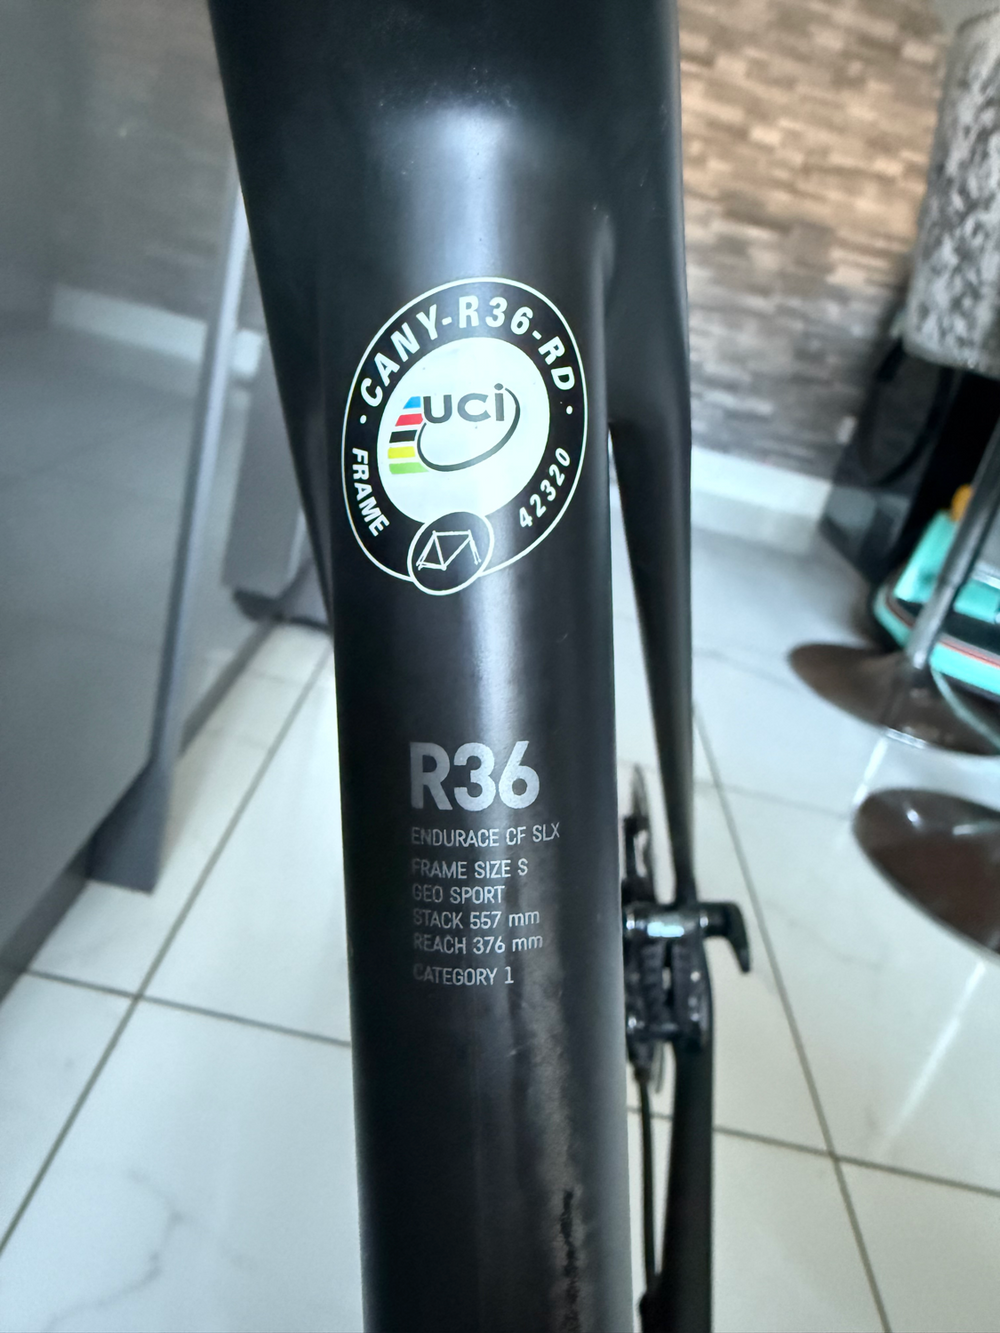 CANY-R36-RD
uci
FRAME
42320
R36
ENDURACE CF SLX
FRAME SIZE S
GEO SPORT
STACK 557 mm
REACH 376 mm
CATEGORY 1